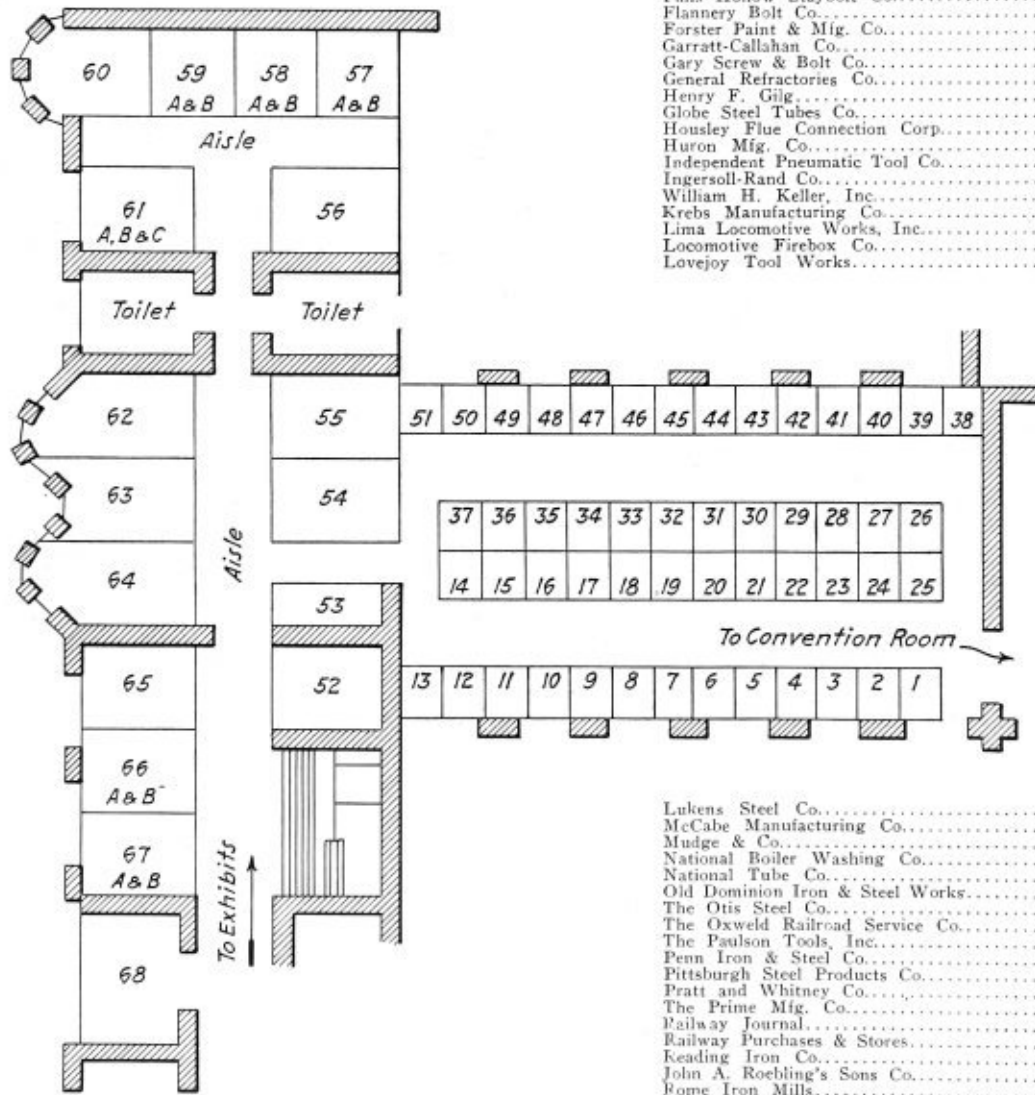 Flannery Bolt Co.
Forster Paint & Mfg. Co.
Garratt-Callahan Co.
Gary Screw & Bolt Co.
General Refractories Co.
Henry F. Gilg
Globe Steel Tubes Co.
Housley Flue Connection Corp.
Huron Mfg. Co.
Independent Pneumatic Tool Co.
Ingersoll-Rand Co.
William H. Keller, Inc.
Krebs Manufacturing Co.
Lima Locomotive Works, Inc.
Locomotive Firebox Co.
Lovejoy Tool Works
60 59 58 57
A & B A & B A & B
Aisle
61 56
A, B & C
Toilet Toilet
62 55 51 50 49 48 47 46 45 44 43 42 41 40 39 38
63 54
37 36 35 34 33 32 31 30 29 28 27 26
Aisle
64 14 15 16 17 18 19 20 21 22 23 24 25
53
To Convention Room
65 52 13 12 11 10 9 8 7 6 5 4 3 2 1
66
A & B
67
A & B
To Exhibits
68
Lukens Steel Co.
McCabe Manufacturing Co.
Mudge & Co.
National Boiler Washing Co.
National Tube Co.
Old Dominion Iron & Steel Works
The Otis Steel Co.
The Oxweld Railroad Service Co.
The Paulson Tools, Inc.
Penn Iron & Steel Co.
Pittsburgh Steel Products Co.
Pratt and Whitney Co.
The Prime Mfg. Co.
Railway Journal
Railway Purchases & Stores
Reading Iron Co.
John A. Roebling's Sons Co.
Rome Iron Mills